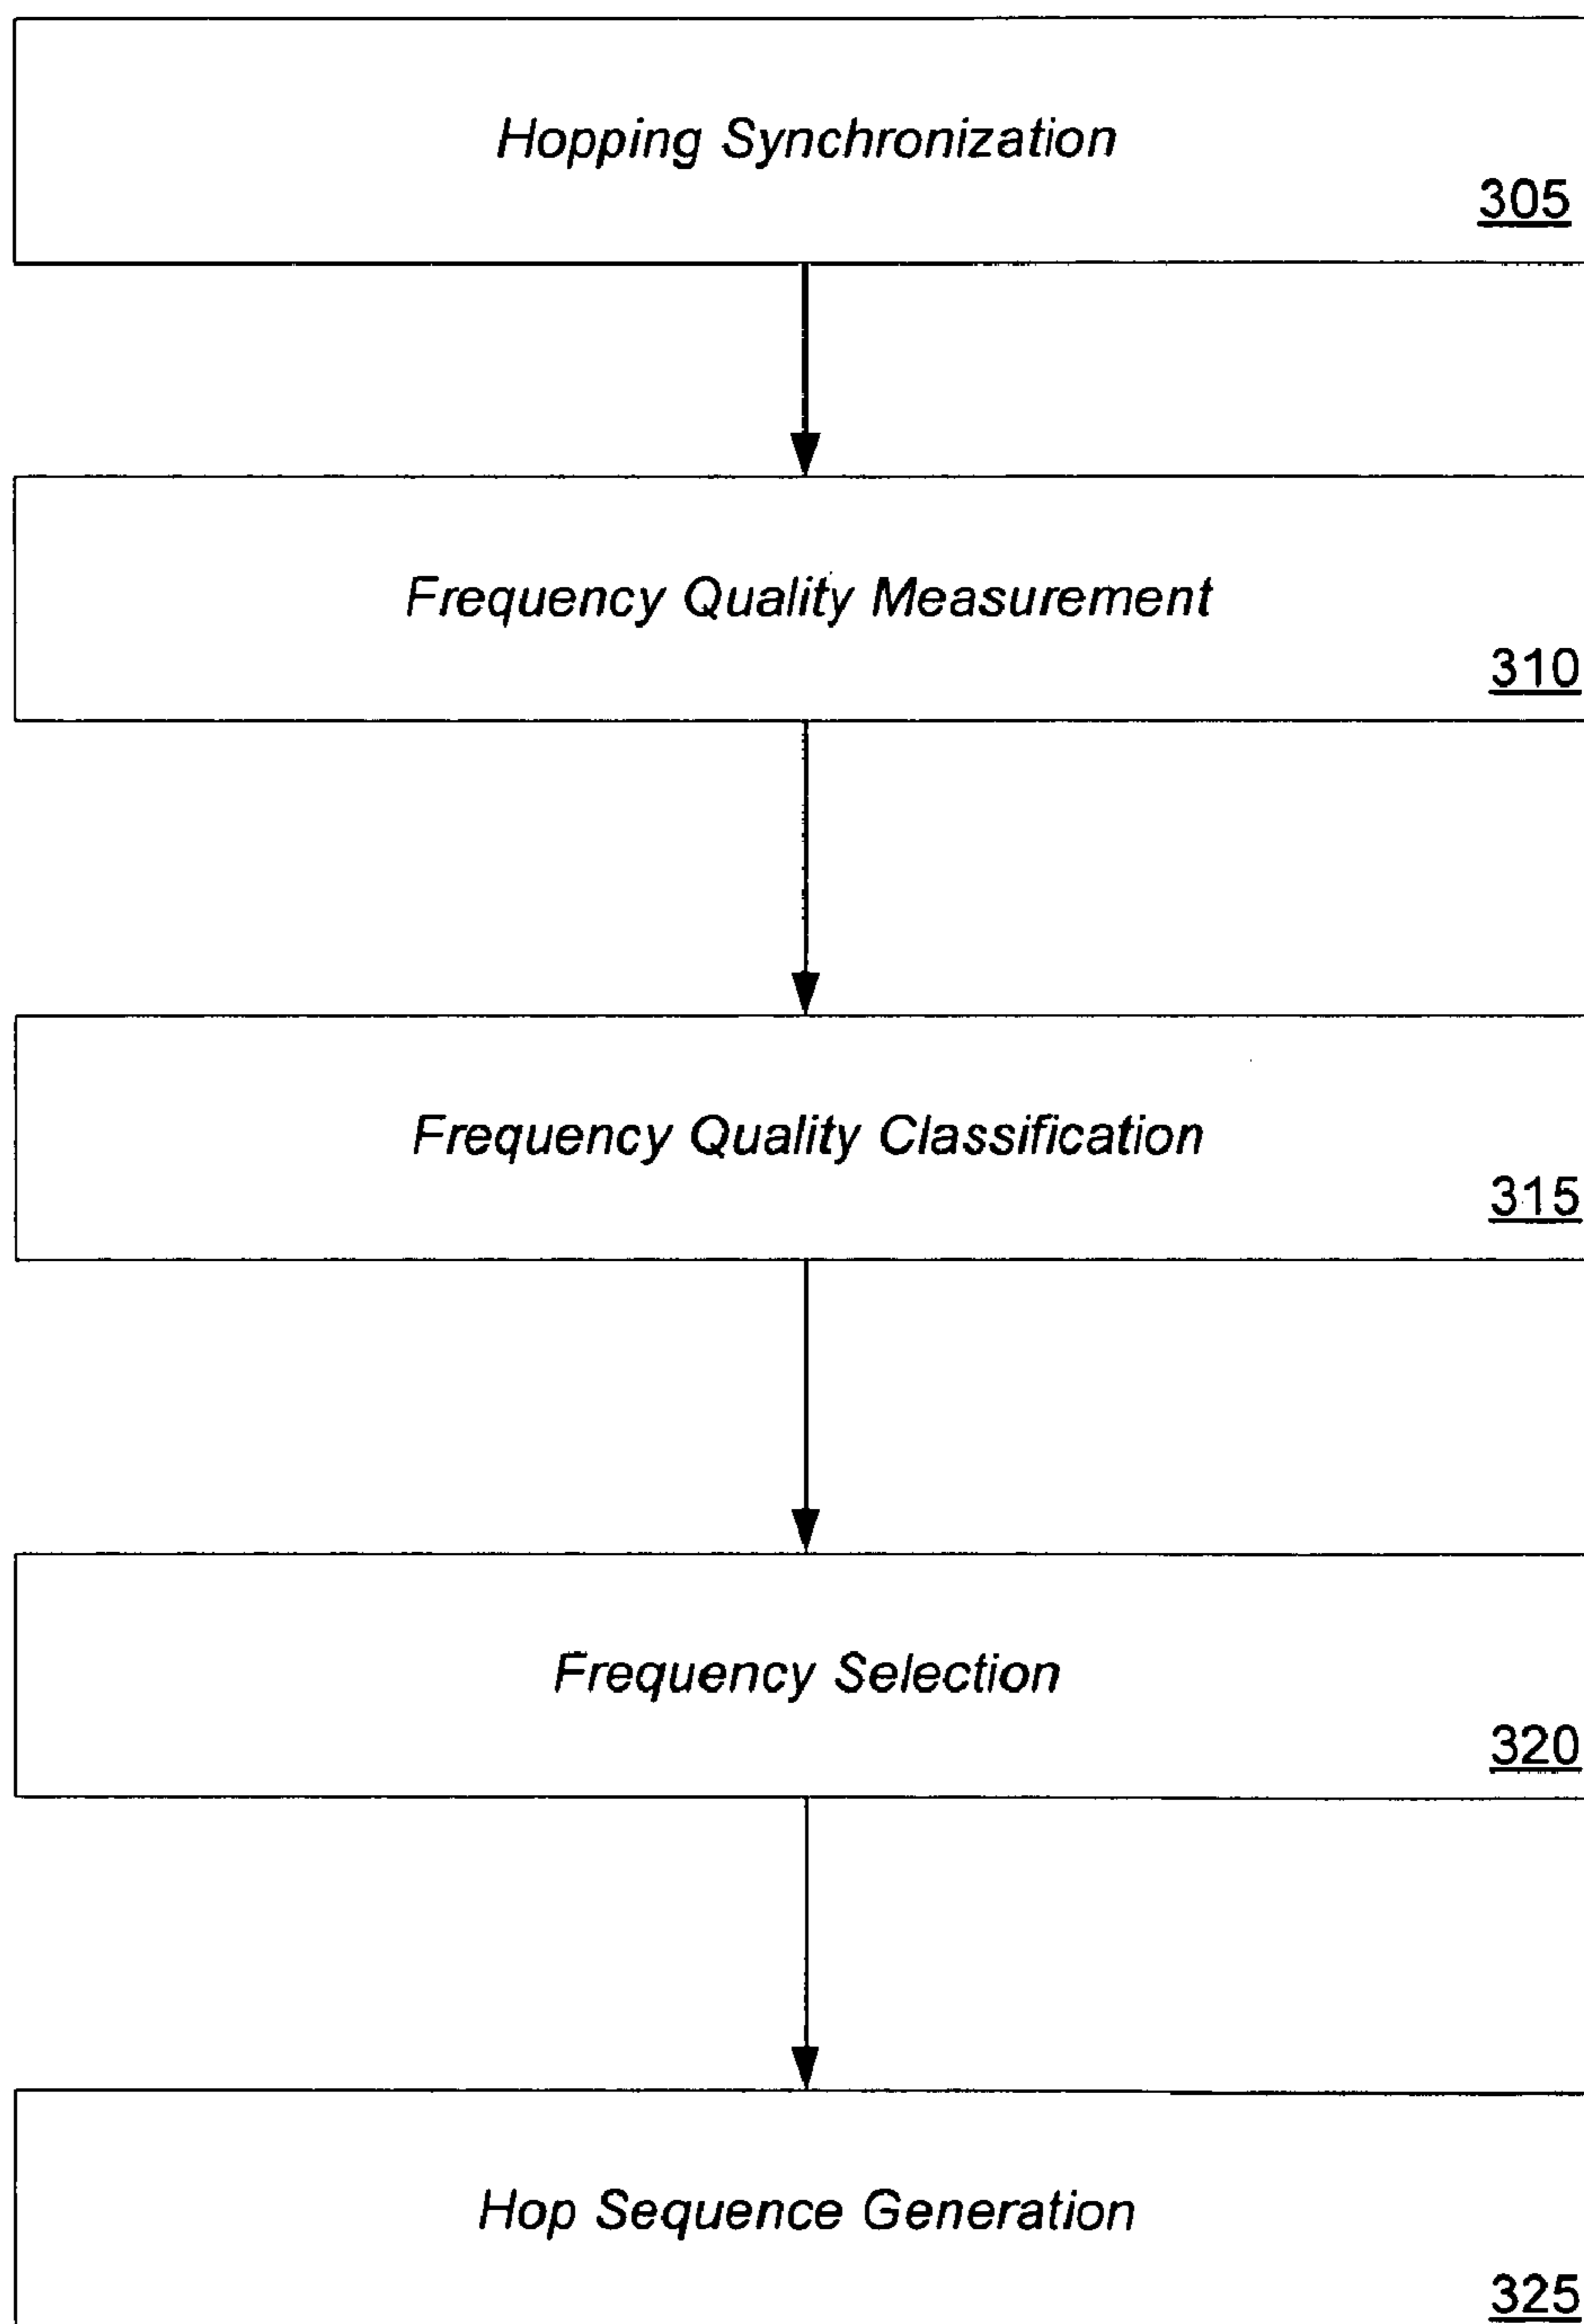 Hopping Synchronization
305
Frequency Quality Measurement
310
Frequency Quality Classification
315
Frequency Selection
320
Hop Sequence Generation
325